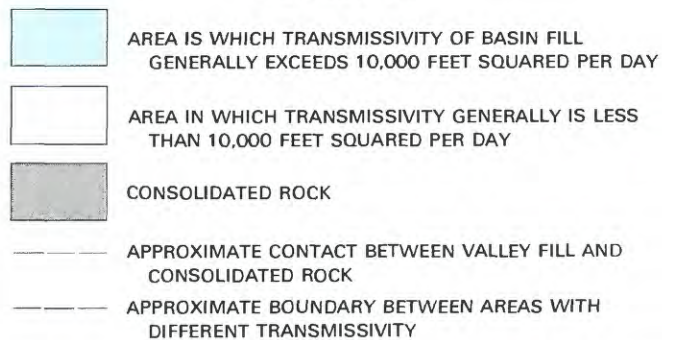 AREA IS WHICH TRANSMISSIVITY OF BASIN FILL
GENERALLY EXCEEDS 10,000 FEET SQUARED PER DAY
AREA IN WHICH TRANSMISSIVITY GENERALLY IS LESS
THAN 10,000 FEET SQUARED PER DAY
CONSOLIDATED ROCK
APPROXIMATE CONTACT BETWEEN VALLEY FILL AND
CONSOLIDATED ROCK
APPROXIMATE BOUNDARY BETWEEN AREAS WITH
DIFFERENT TRANSMISSIVITY